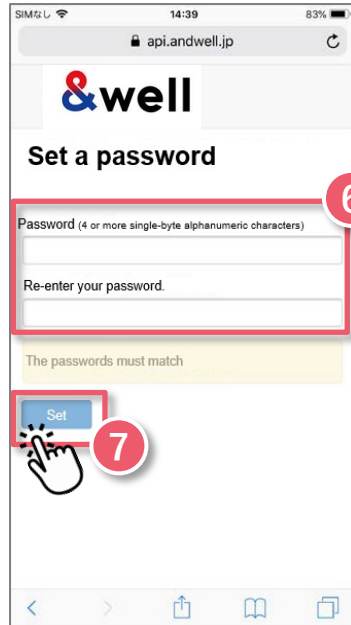 SIMなし 14:39 83%
api.andwell.jp
&well
Set a password
6
Password (4 or more single-byte alphanumeric characters)
Re-enter your password.
The passwords must match
Set
7